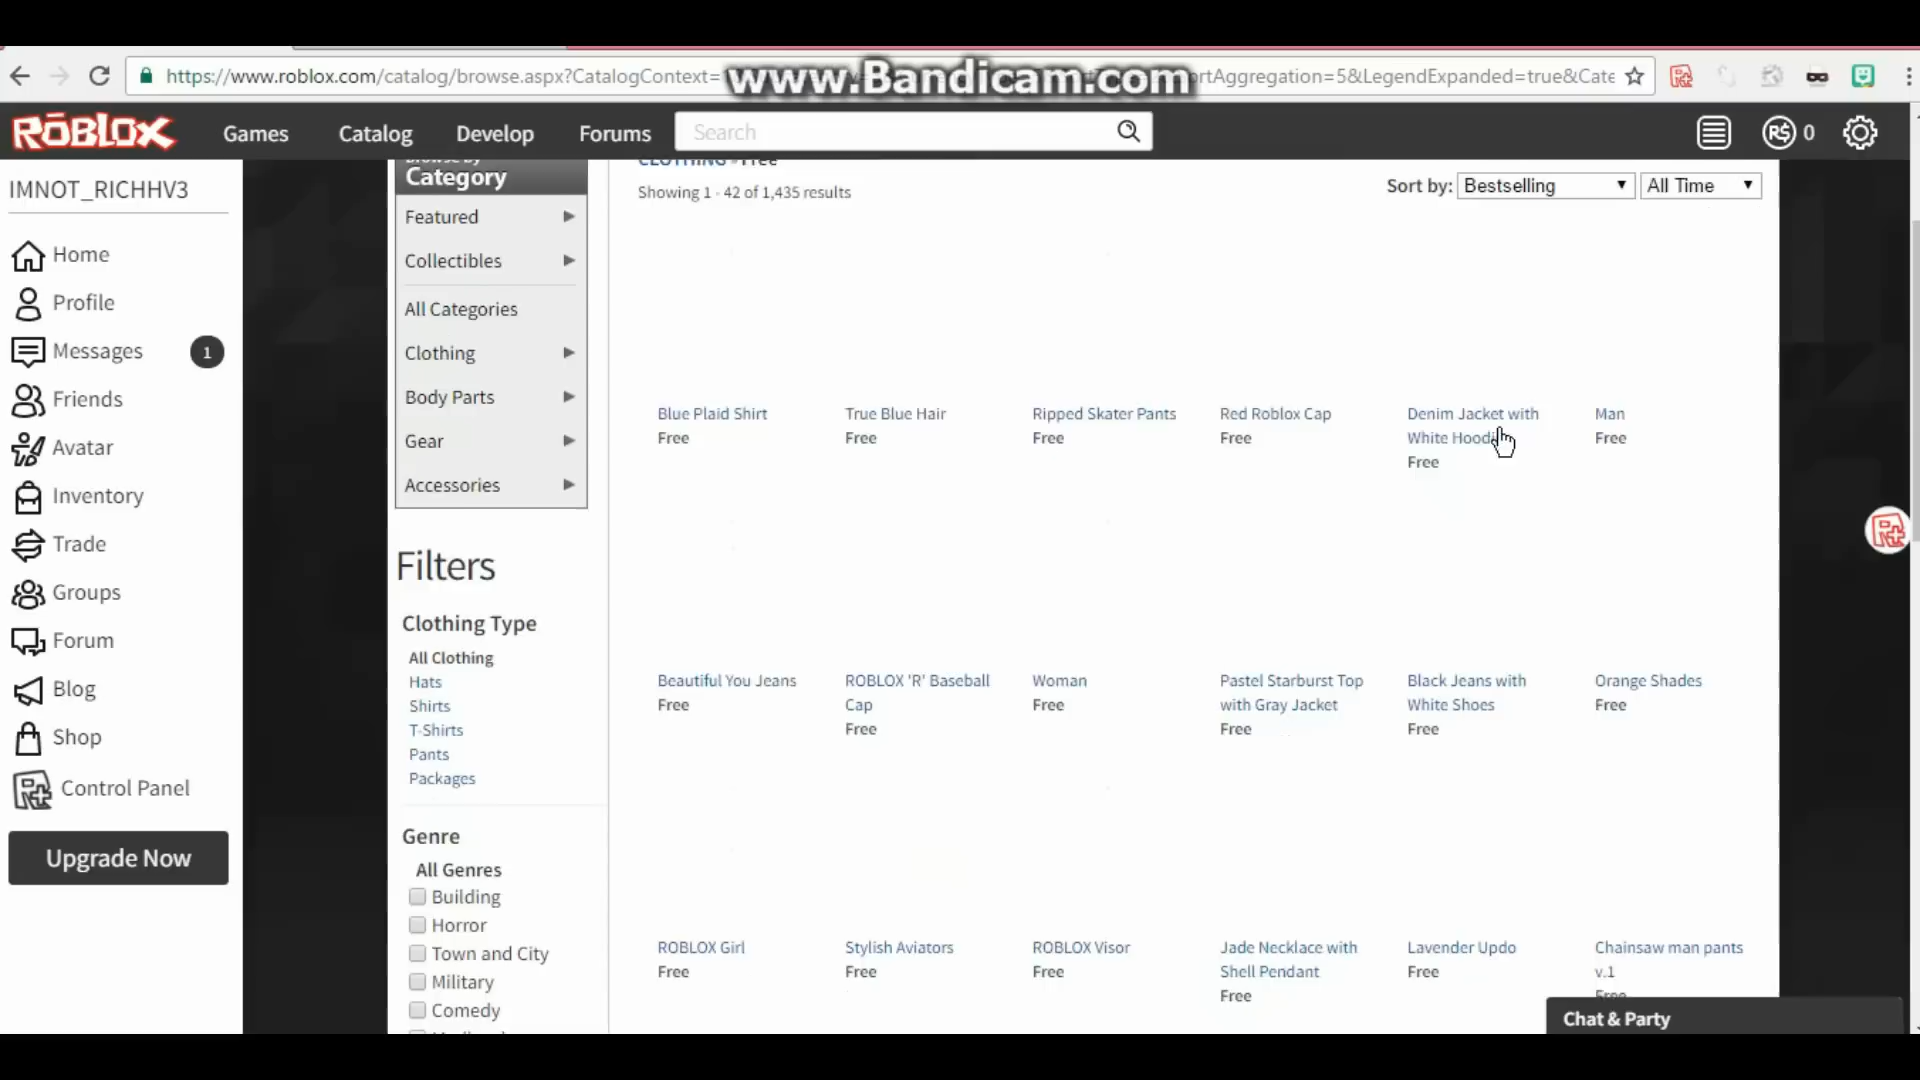 www.Bandicam.com
https://www.roblox.com/catalog/browse.aspx?CatalogContext= rtAggregation=5&LegendExpanded=true&Cate
ROBLOX Games Catalog Develop Forums Search R$ 0
IMNOT_RICHHV3
Home
Profile
Messages 1
Friends
Avatar
Inventory
Trade
Groups
Forum
Blog
Shop
Control Panel
Upgrade Now
Browse by
Category
Featured
Collectibles
All Categories
Clothing
Body Parts
Gear
Accessories
Filters
Clothing Type
All Clothing
Hats
Shirts
T-Shirts
Pants
Packages
Genre
All Genres
Building
Horror
Town and City
Military
Comedy
CLOTHING - Free
Showing 1 - 42 of 1,435 results
Sort by: Bestselling All Time
Blue Plaid Shirt
Free
True Blue Hair
Free
Ripped Skater Pants
Free
Red Roblox Cap
Free
Denim Jacket with
White Hoodi
Free
Man
Free
Beautiful You Jeans
Free
ROBLOX 'R' Baseball
Cap
Free
Woman
Free
Pastel Starburst Top
with Gray Jacket
Free
Black Jeans with
White Shoes
Free
Orange Shades
Free
ROBLOX Girl
Free
Stylish Aviators
Free
ROBLOX Visor
Free
Jade Necklace with
Shell Pendant
Free
Lavender Updo
Free
Chainsaw man pants
v.1
Free
Chat & Party